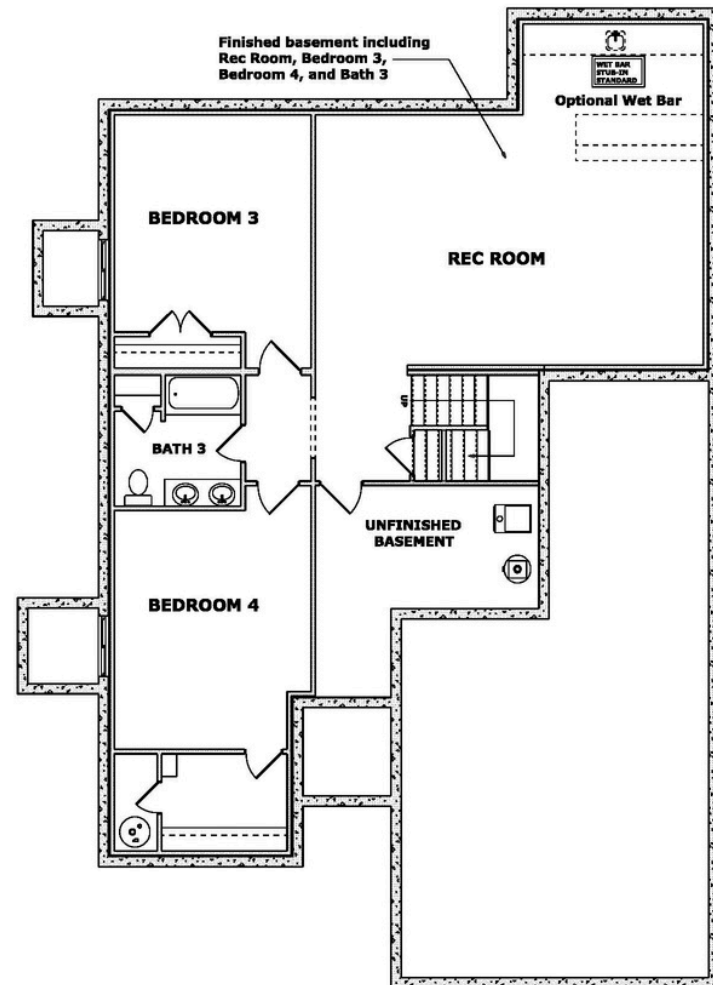 Finished basement including
Rec Room, Bedroom 3,
Bedroom 4, and Bath 3
WET BAR
STUB-IN
STANDARD
Optional Wet Bar
BEDROOM 3
REC ROOM
UP
BATH 3
UNFINISHED
BASEMENT
BEDROOM 4